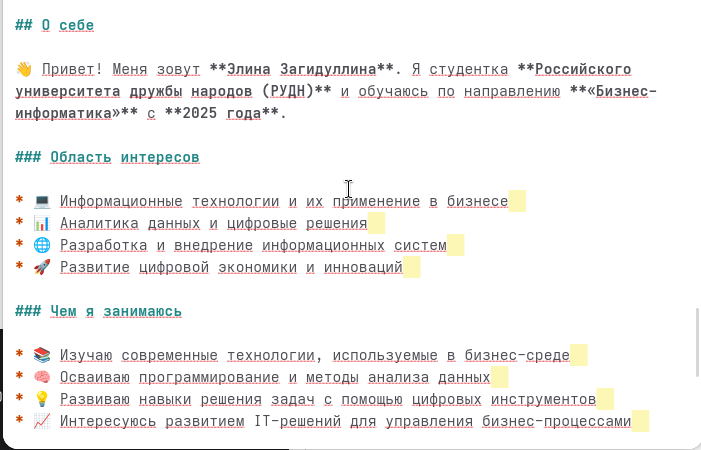 ## О себе
👋 Привет! Меня зовут **Элина Загидуллина**. Я студентка **Российского
университета дружбы народов (РУДН)** и обучаюсь по направлению **«Бизнес-
информатика»** с **2025 года**.
### Область интересов
* 💻 Информационные технологии и их применение в бизнесе
* 📊 Аналитика данных и цифровые решения
* 🌐 Разработка и внедрение информационных систем
* 🚀 Развитие цифровой экономики и инноваций
### Чем я занимаюсь
* 📚 Изучаю современные технологии, используемые в бизнес-среде
* 🧠 Осваиваю программирование и методы анализа данных
* 💡 Развиваю навыки решения задач с помощью цифровых инструментов
* 📈 Интересуюсь развитием IT-решений для управления бизнес-процессами